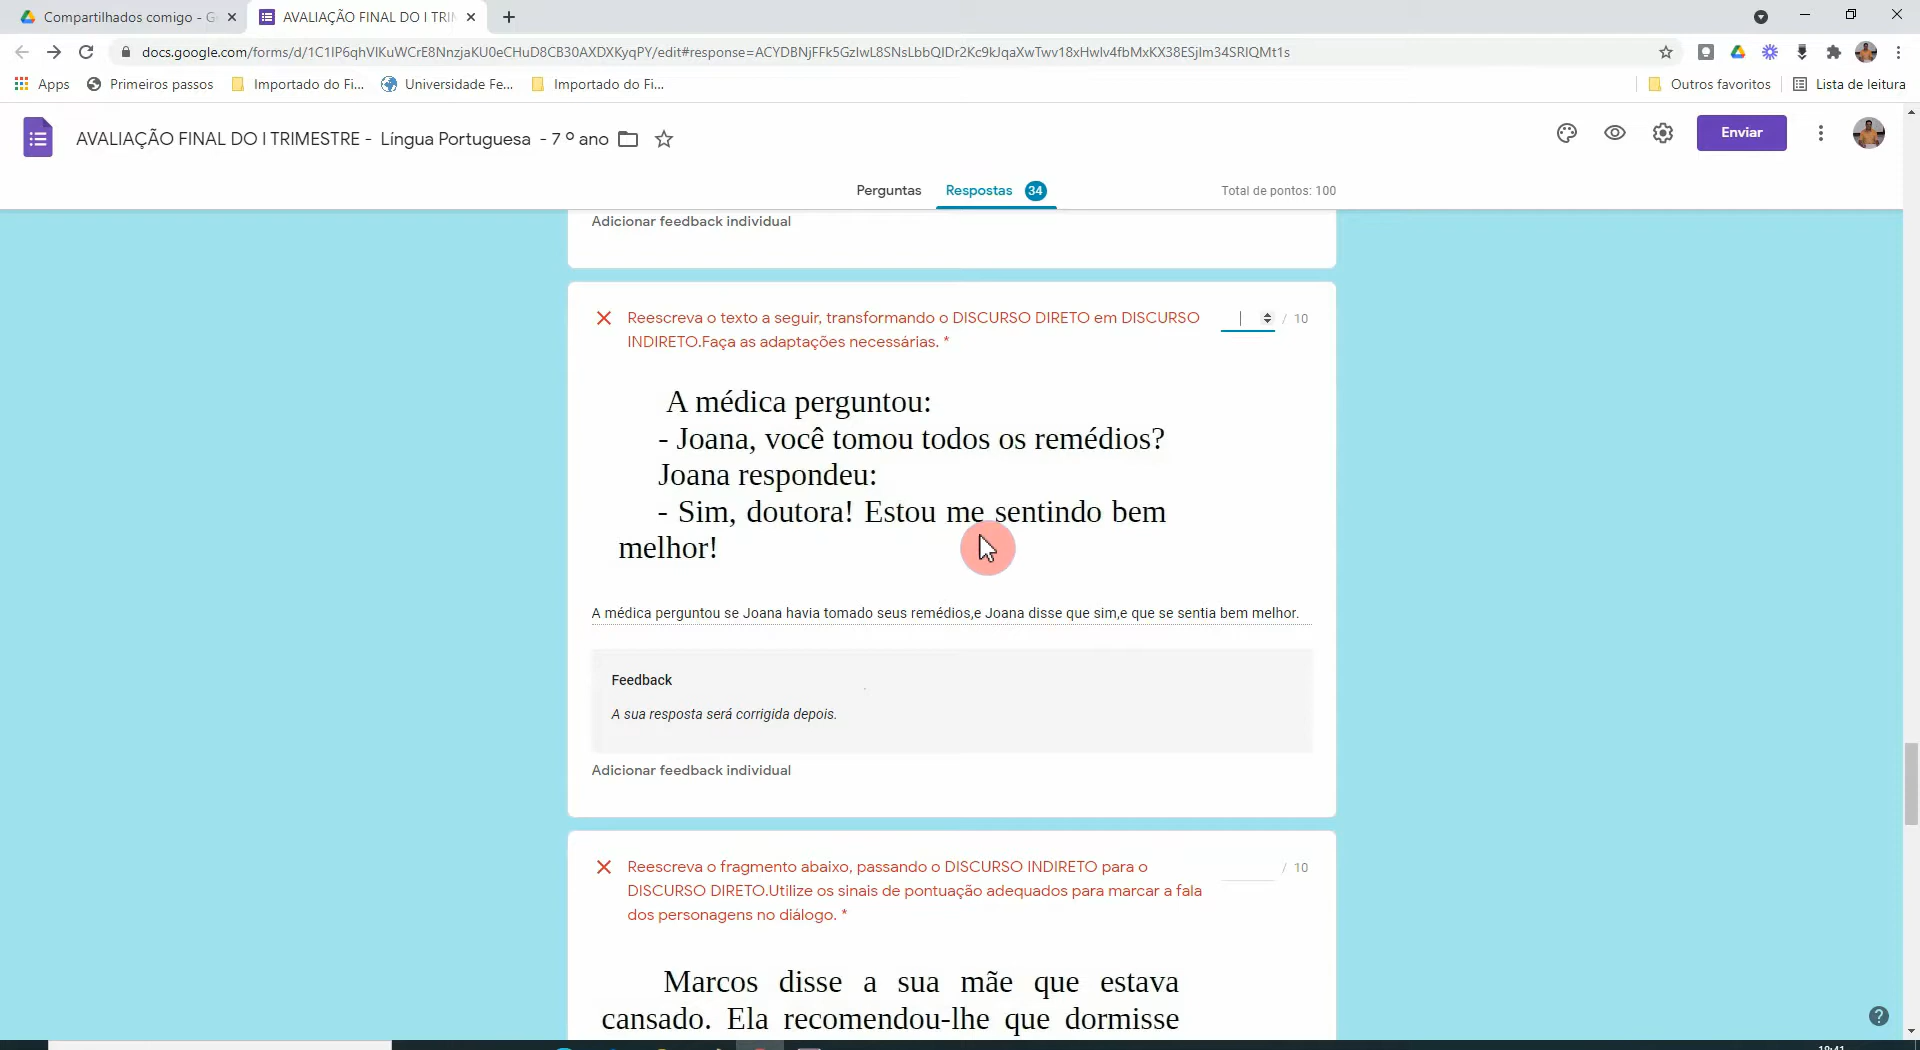 Compartilhados comigo - G
AVALIAÇÃO FINAL DO I TRIM
docs.google.com/forms/d/1C1lP6qhVlKuWCrE8NnzjaKU0eCHuD8CB30AXDXKyqPY/edit#response=ACYDBNjFFk5GzIwL8SNsLbbQIDr2Kc9kJqaXwTwv18xHwlv4fbMxKX38ESjlm34SRlQMt1s
Apps Primeiros passos Importado do Fi... Universidade Fe... Importado do Fi... Outros favoritos Lista de leitura
AVALIAÇÃO FINAL DO I TRIMESTRE - Língua Portuguesa - 7 º ano
Enviar
Perguntas Respostas 34 Total de pontos: 100
Adicionar feedback individual
Reescreva o texto a seguir, transformando o DISCURSO DIRETO em DISCURSO / 10
INDIRETO.Faça as adaptações necessárias. *
A médica perguntou:
- Joana, você tomou todos os remédios?
Joana respondeu:
- Sim, doutora! Estou me sentindo bem
melhor!
A médica perguntou se Joana havia tomado seus remédios,e Joana disse que sim,e que se sentia bem melhor.
Feedback
A sua resposta será corrigida depois.
Adicionar feedback individual
Reescreva o fragmento abaixo, passando o DISCURSO INDIRETO para o / 10
DISCURSO DIRETO.Utilize os sinais de pontuação adequados para marcar a fala
dos personagens no diálogo. *
Marcos disse a sua mãe que estava
cansado. Ela recomendou-lhe que dormisse